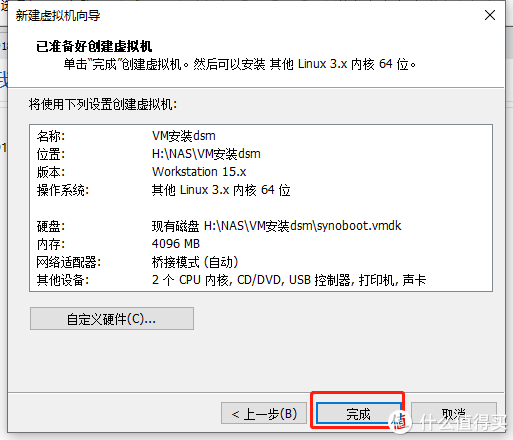 新建虚拟机向导
已准备好创建虚拟机
单击“完成”创建虚拟机。然后可以安装 其他 Linux 3.x 内核 64 位。
将使用下列设置创建虚拟机:
名称: VM安装dsm
位置: H:\NAS\VM安装dsm
版本: Workstation 15.x
操作系统: 其他 Linux 3.x 内核 64 位
硬盘: 现有磁盘 H:\NAS\VM安装dsm\synoboot.vmdk
内存: 4096 MB
网络适配器: 桥接模式 (自动)
其他设备: 2 个 CPU 内核, CD/DVD, USB 控制器, 打印机, 声卡
自定义硬件(C)...
< 上一步(B) 完成 取消
值 什么值得买